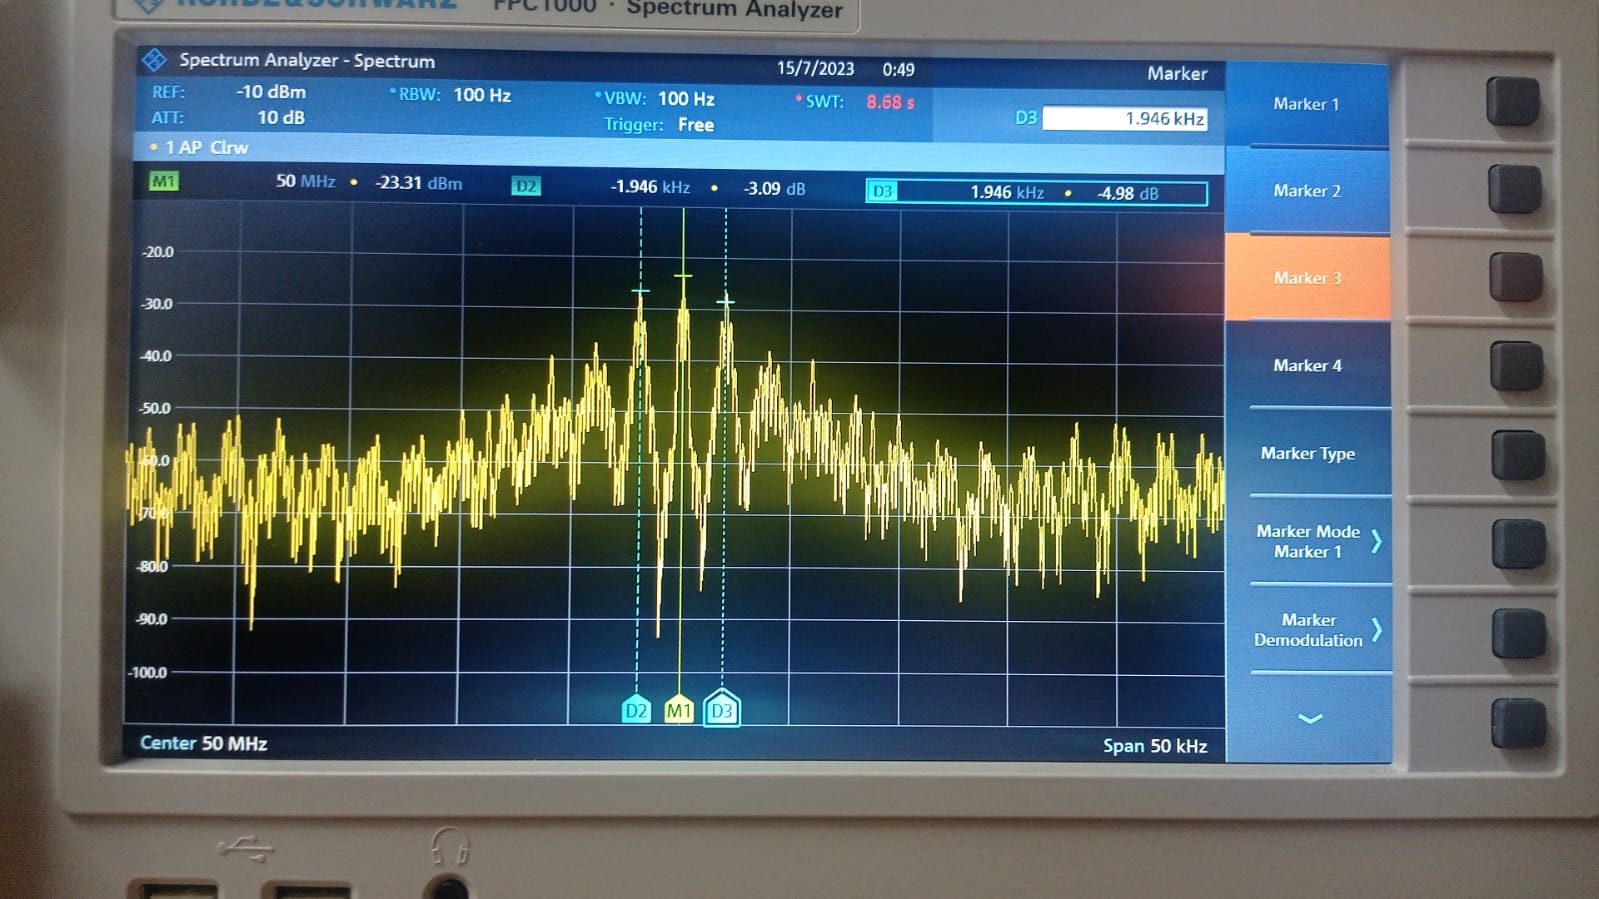 ROHDE&SCHWARZ FPC1000 · Spectrum Analyzer
Spectrum Analyzer - Spectrum 15/7/2023 0:49 Marker
REF: -10 dBm •RBW: 100 Hz •VBW: 100 Hz •SWT: 8.68 s
ATT: 10 dB Trigger: Free D3 1.946 kHz
• 1 AP Clrw
M1 50 MHz • -23.31 dBm D2 -1.946 kHz • -3.09 dB D3 1.946 kHz • -4.98 dB
-20.0
-30.0
-40.0
-50.0
-60.0
-70.0
-80.0
-90.0
-100.0
D2 M1 D3
Center 50 MHz Span 50 kHz
Marker 1
Marker 2
Marker 3
Marker 4
Marker Type
Marker Mode
Marker 1
Marker
Demodulation